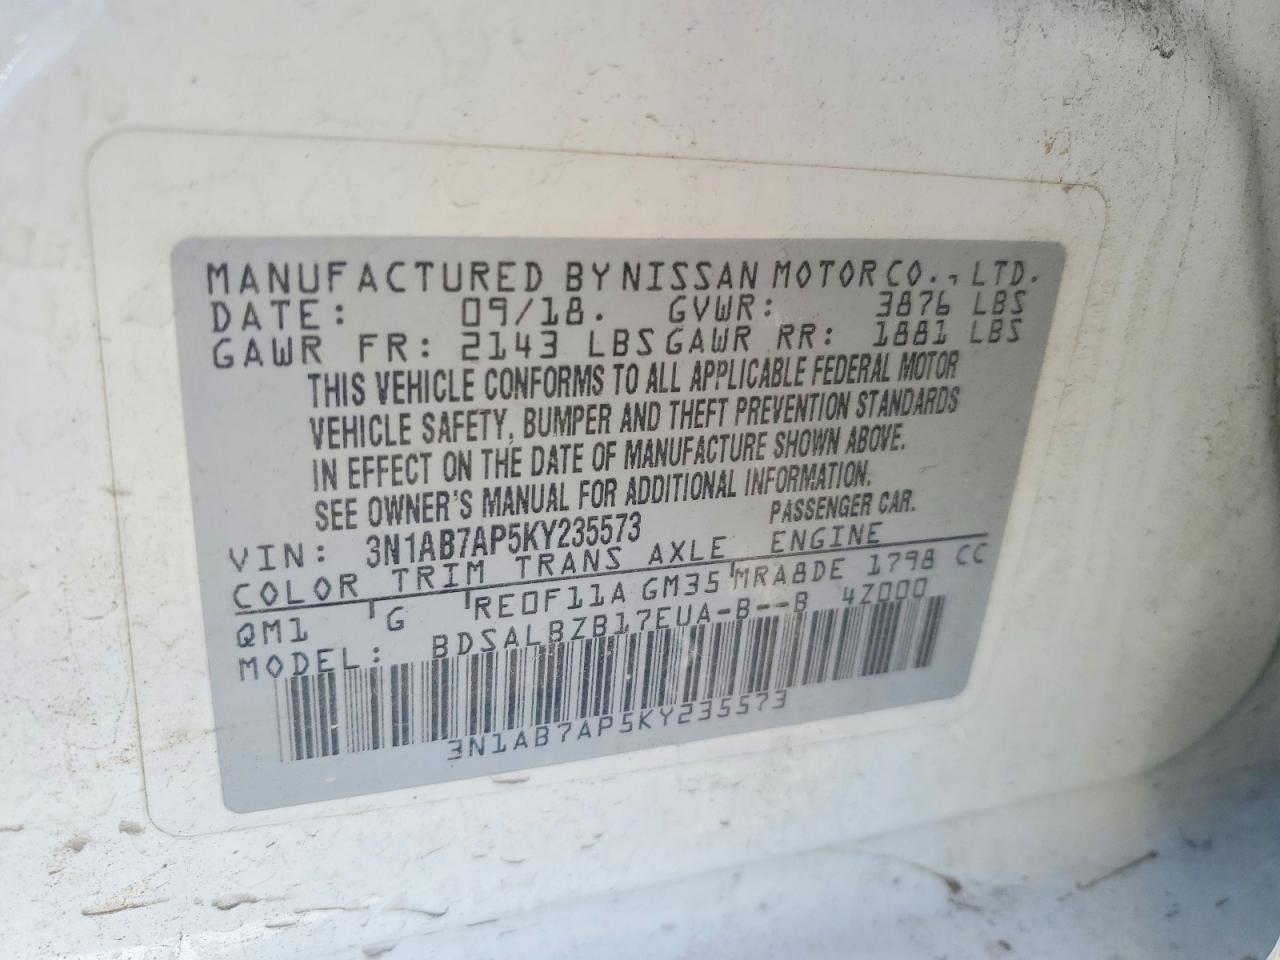 MANUFACTURED BY NISSAN MOTOR CO., LTD.
DATE: 09/18. GVWR: 3876 LBS
GAWR FR: 2143 LBS GAWR RR: 1881 LBS
THIS VEHICLE CONFORMS TO ALL APPLICABLE FEDERAL MOTOR
VEHICLE SAFETY, BUMPER AND THEFT PREVENTION STANDARDS
IN EFFECT ON THE DATE OF MANUFACTURE SHOWN ABOVE.
SEE OWNER'S MANUAL FOR ADDITIONAL INFORMATION.
VIN: 3N1AB7AP5KY235573 PASSENGER CAR.
COLOR TRIM TRANS AXLE ENGINE
QM1 G RE0F11A GM35 MRA8DE 1798 CC
MODEL: BDSALBZB17EUA-B--B 4Z000
3N1AB7AP5KY235573